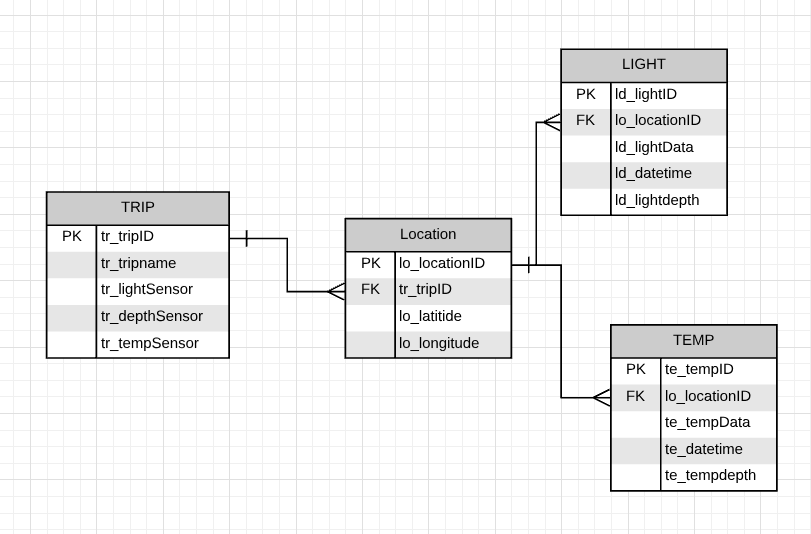 TRIP
PK tr_tripID
tr_tripname
tr_lightSensor
tr_depthSensor
tr_tempSensor
Location
PK lo_locationID
FK tr_tripID
lo_latitide
lo_longitude
LIGHT
PK ld_lightID
FK lo_locationID
ld_lightData
ld_datetime
ld_lightdepth
TEMP
PK te_tempID
FK lo_locationID
te_tempData
te_datetime
te_tempdepth